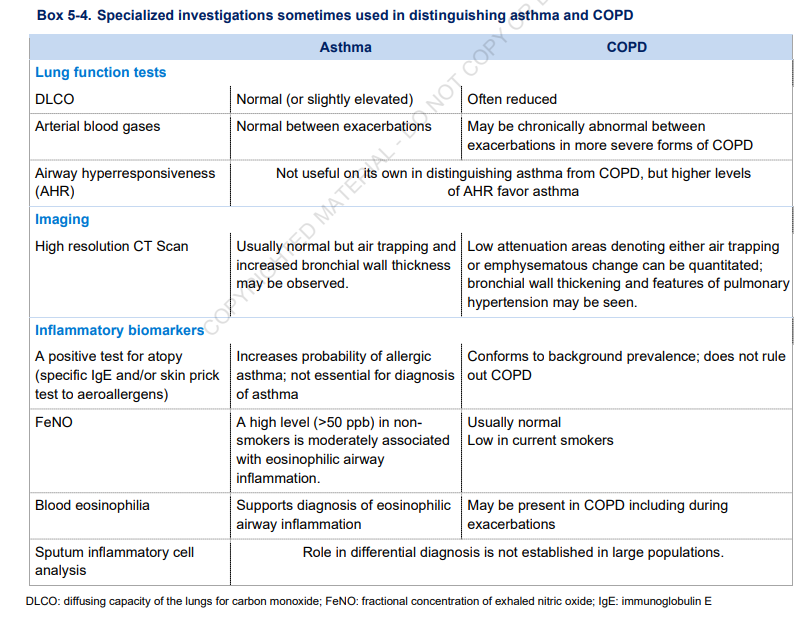 Box 5-4. Specialized investigations sometimes used in distinguishing asthma and COPD
Asthma COPD
Lung function tests
DLCO Normal (or slightly elevated) Often reduced
Arterial blood gases Normal between exacerbations May be chronically abnormal between
exacerbations in more severe forms of COPD
Airway hyperresponsiveness
(AHR)
Not useful on its own in distinguishing asthma from COPD, but higher levels
of AHR favor asthma
Imaging
High resolution CT Scan
Usually normal but air trapping and
increased bronchial wall thickness
may be observed.
Low attenuation areas denoting either air trapping
or emphysematous change can be quantitated;
bronchial wall thickening and features of pulmonary
hypertension may be seen.
Inflammatory biomarkers
A positive test for atopy
(specific IgE and/or skin prick
test to aeroallergens)
Increases probability of allergic
asthma; not essential for diagnosis
of asthma
Conforms to background prevalence; does not rule
out COPD
FeNO
A high level (>50 ppb) in non-
smokers is moderately associated
with eosinophilic airway
inflammation.
Usually normal
Low in current smokers
Blood eosinophilia
Supports diagnosis of eosinophilic
airway inflammation
May be present in COPD including during
exacerbations
Sputum inflammatory cell
analysis
Role in differential diagnosis is not established in large populations.
DLCO: diffusing capacity of the lungs for carbon monoxide; FeNO: fractional concentration of exhaled nitric oxide; IgE: immunoglobulin E
COPYRIGHTED MATERIAL - DO NOT COPY OR